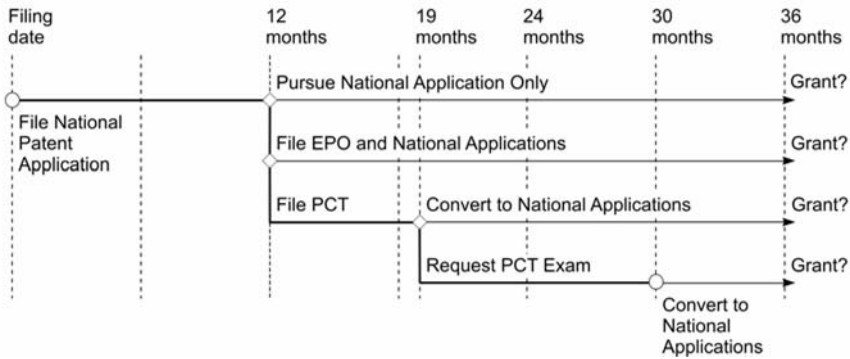 Filing date
12 months
19 months
24 months
30 months
36 months
Pursue National Application Only
Grant?
File National
Patent
Application
File EPO and National Applications
Grant?
File PCT
Convert to National Applications
Grant?
Request PCT Exam
Grant?
Convert to
National
Applications